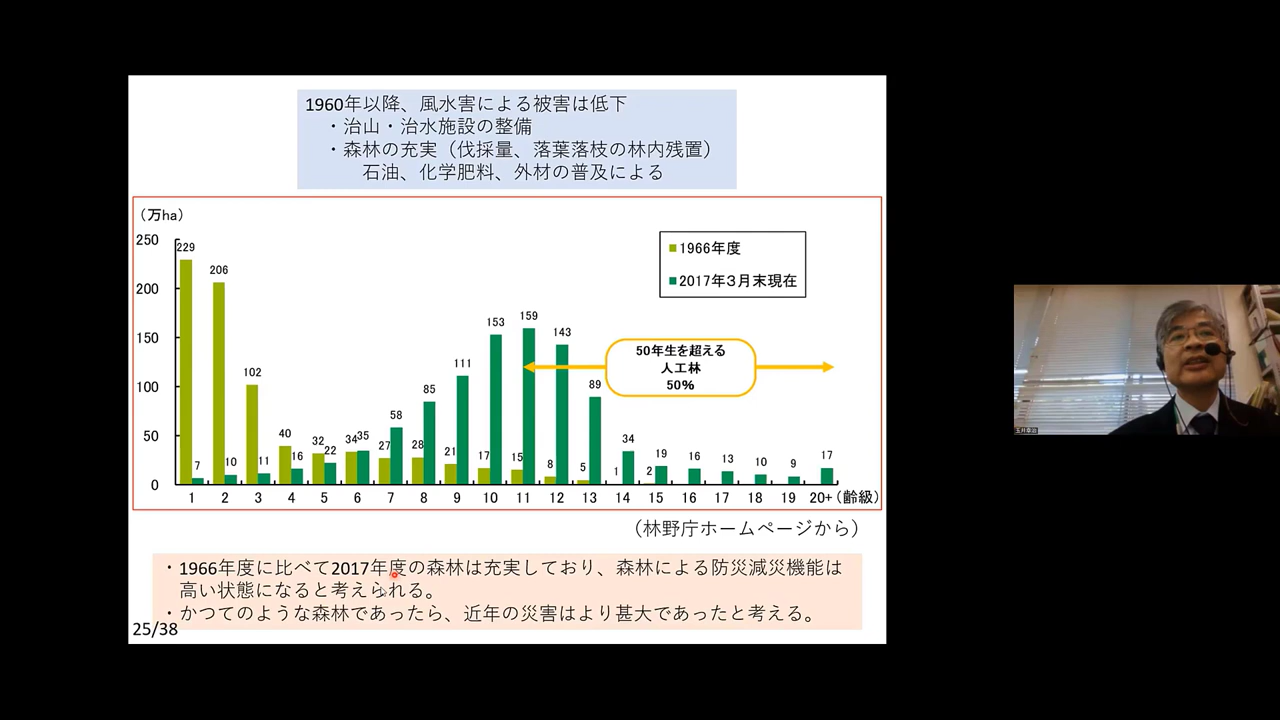 1960年以降、風水害による被害は低下
・治山・治水施設の整備
・森林の充実（伐採量、落葉落枝の林内残置）
石油、化学肥料、外材の普及による
（万ha）
250
200
150
100
50
0
229 206 102 40 32 34 27 28 21 17 15 8 5 1 2
7 10 11 16 22 35 58 85 111 153 159 143 89 34 19 16 13 10 9 17
1966年度
2017年3月末現在
50年生を超える
人工林
50%
1 2 3 4 5 6 7 8 9 10 11 12 13 14 15 16 17 18 19 20+（齢級）
（林野庁ホームページから）
・1966年度に比べて2017年度の森林は充実しており、森林による防災減災機能は
高い状態になると考えられる。
・かつてのような森林であったら、近年の災害はより甚大であったと考える。
25/38